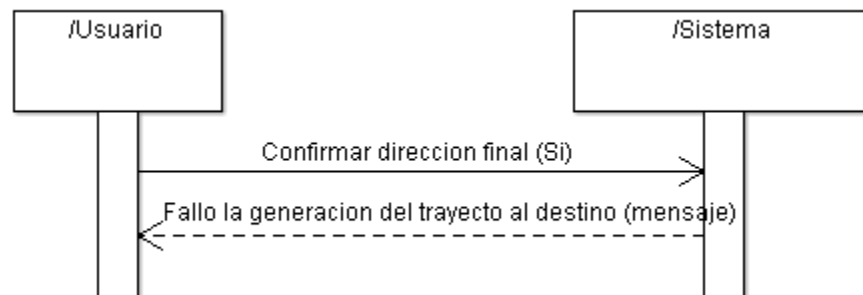 /Usuario
/Sistema
Confirmar direccion final (Si)
Fallo la generacion del trayecto al destino (mensaje)